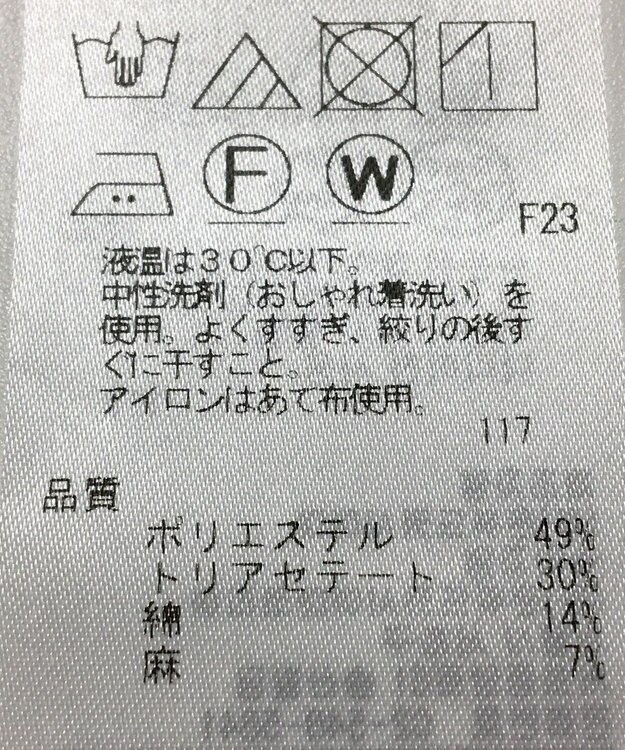 F
W
F23
液温は30℃以下。
中性洗剤（おしゃれ着洗い）を
使用。よくすすぎ、絞りの後す
ぐに干すこと。
アイロンはあて布使用。
117
品質
ポリエステル 49%
トリアセテート 30%
綿 14%
麻 7%